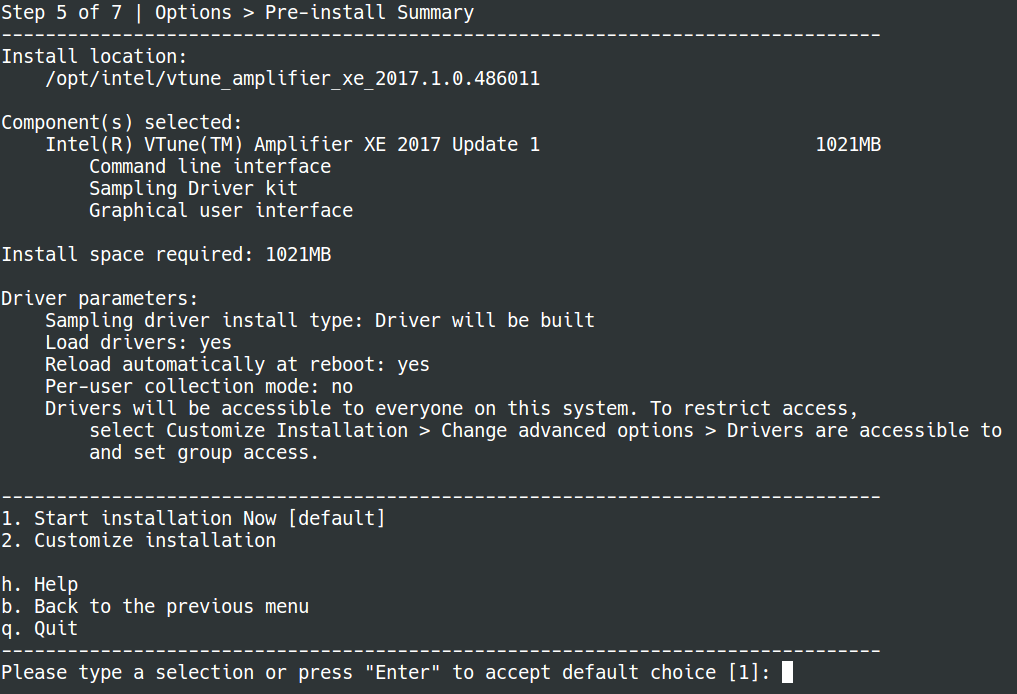 Step 5 of 7 | Options > Pre-install Summary
--------------------------------------------------------------------------------
Install location:
    /opt/intel/vtune_amplifier_xe_2017.1.0.486011

Component(s) selected:
    Intel(R) VTune(TM) Amplifier XE 2017 Update 1                         1021MB
        Command line interface
        Sampling Driver kit
        Graphical user interface

Install space required: 1021MB

Driver parameters:
    Sampling driver install type: Driver will be built
    Load drivers: yes
    Reload automatically at reboot: yes
    Per-user collection mode: no
    Drivers will be accessible to everyone on this system. To restrict access,
        select Customize Installation > Change advanced options > Drivers are accessible to
        and set group access.

--------------------------------------------------------------------------------
1. Start installation Now [default]
2. Customize installation

h. Help
b. Back to the previous menu
q. Quit
--------------------------------------------------------------------------------
Please type a selection or press "Enter" to accept default choice [1]: